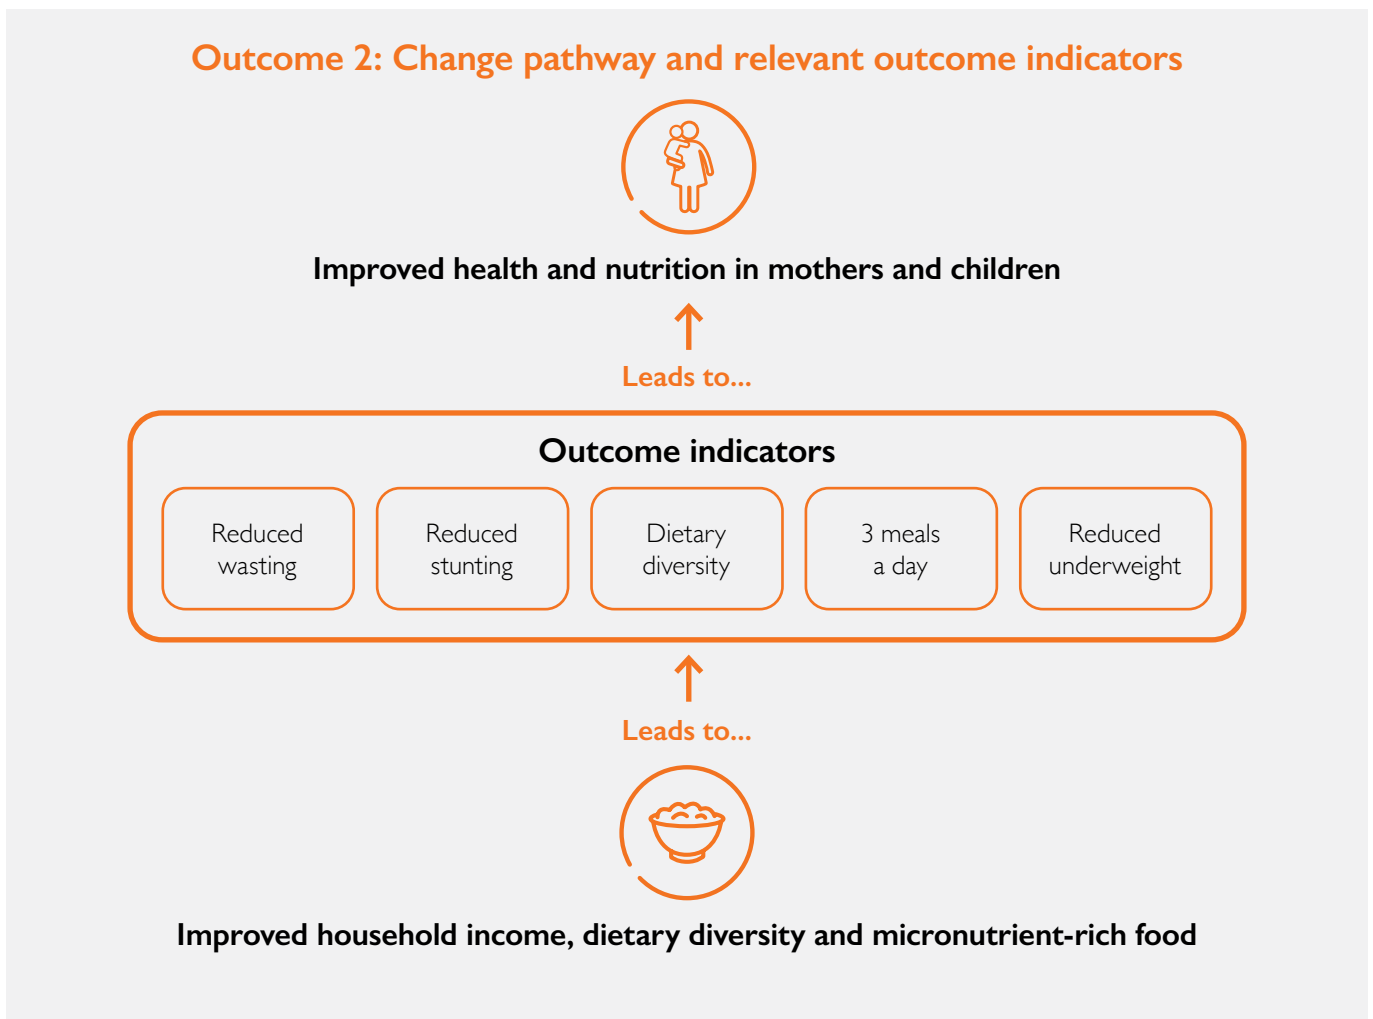 Outcome 2: Change pathway and relevant outcome indicators
Improved health and nutrition in mothers and children
Leads to...
Outcome indicators
Reduced
wasting
Reduced
stunting
Dietary
diversity
3 meals
a day
Reduced
underweight
Leads to...
Improved household income, dietary diversity and micronutrient-rich food